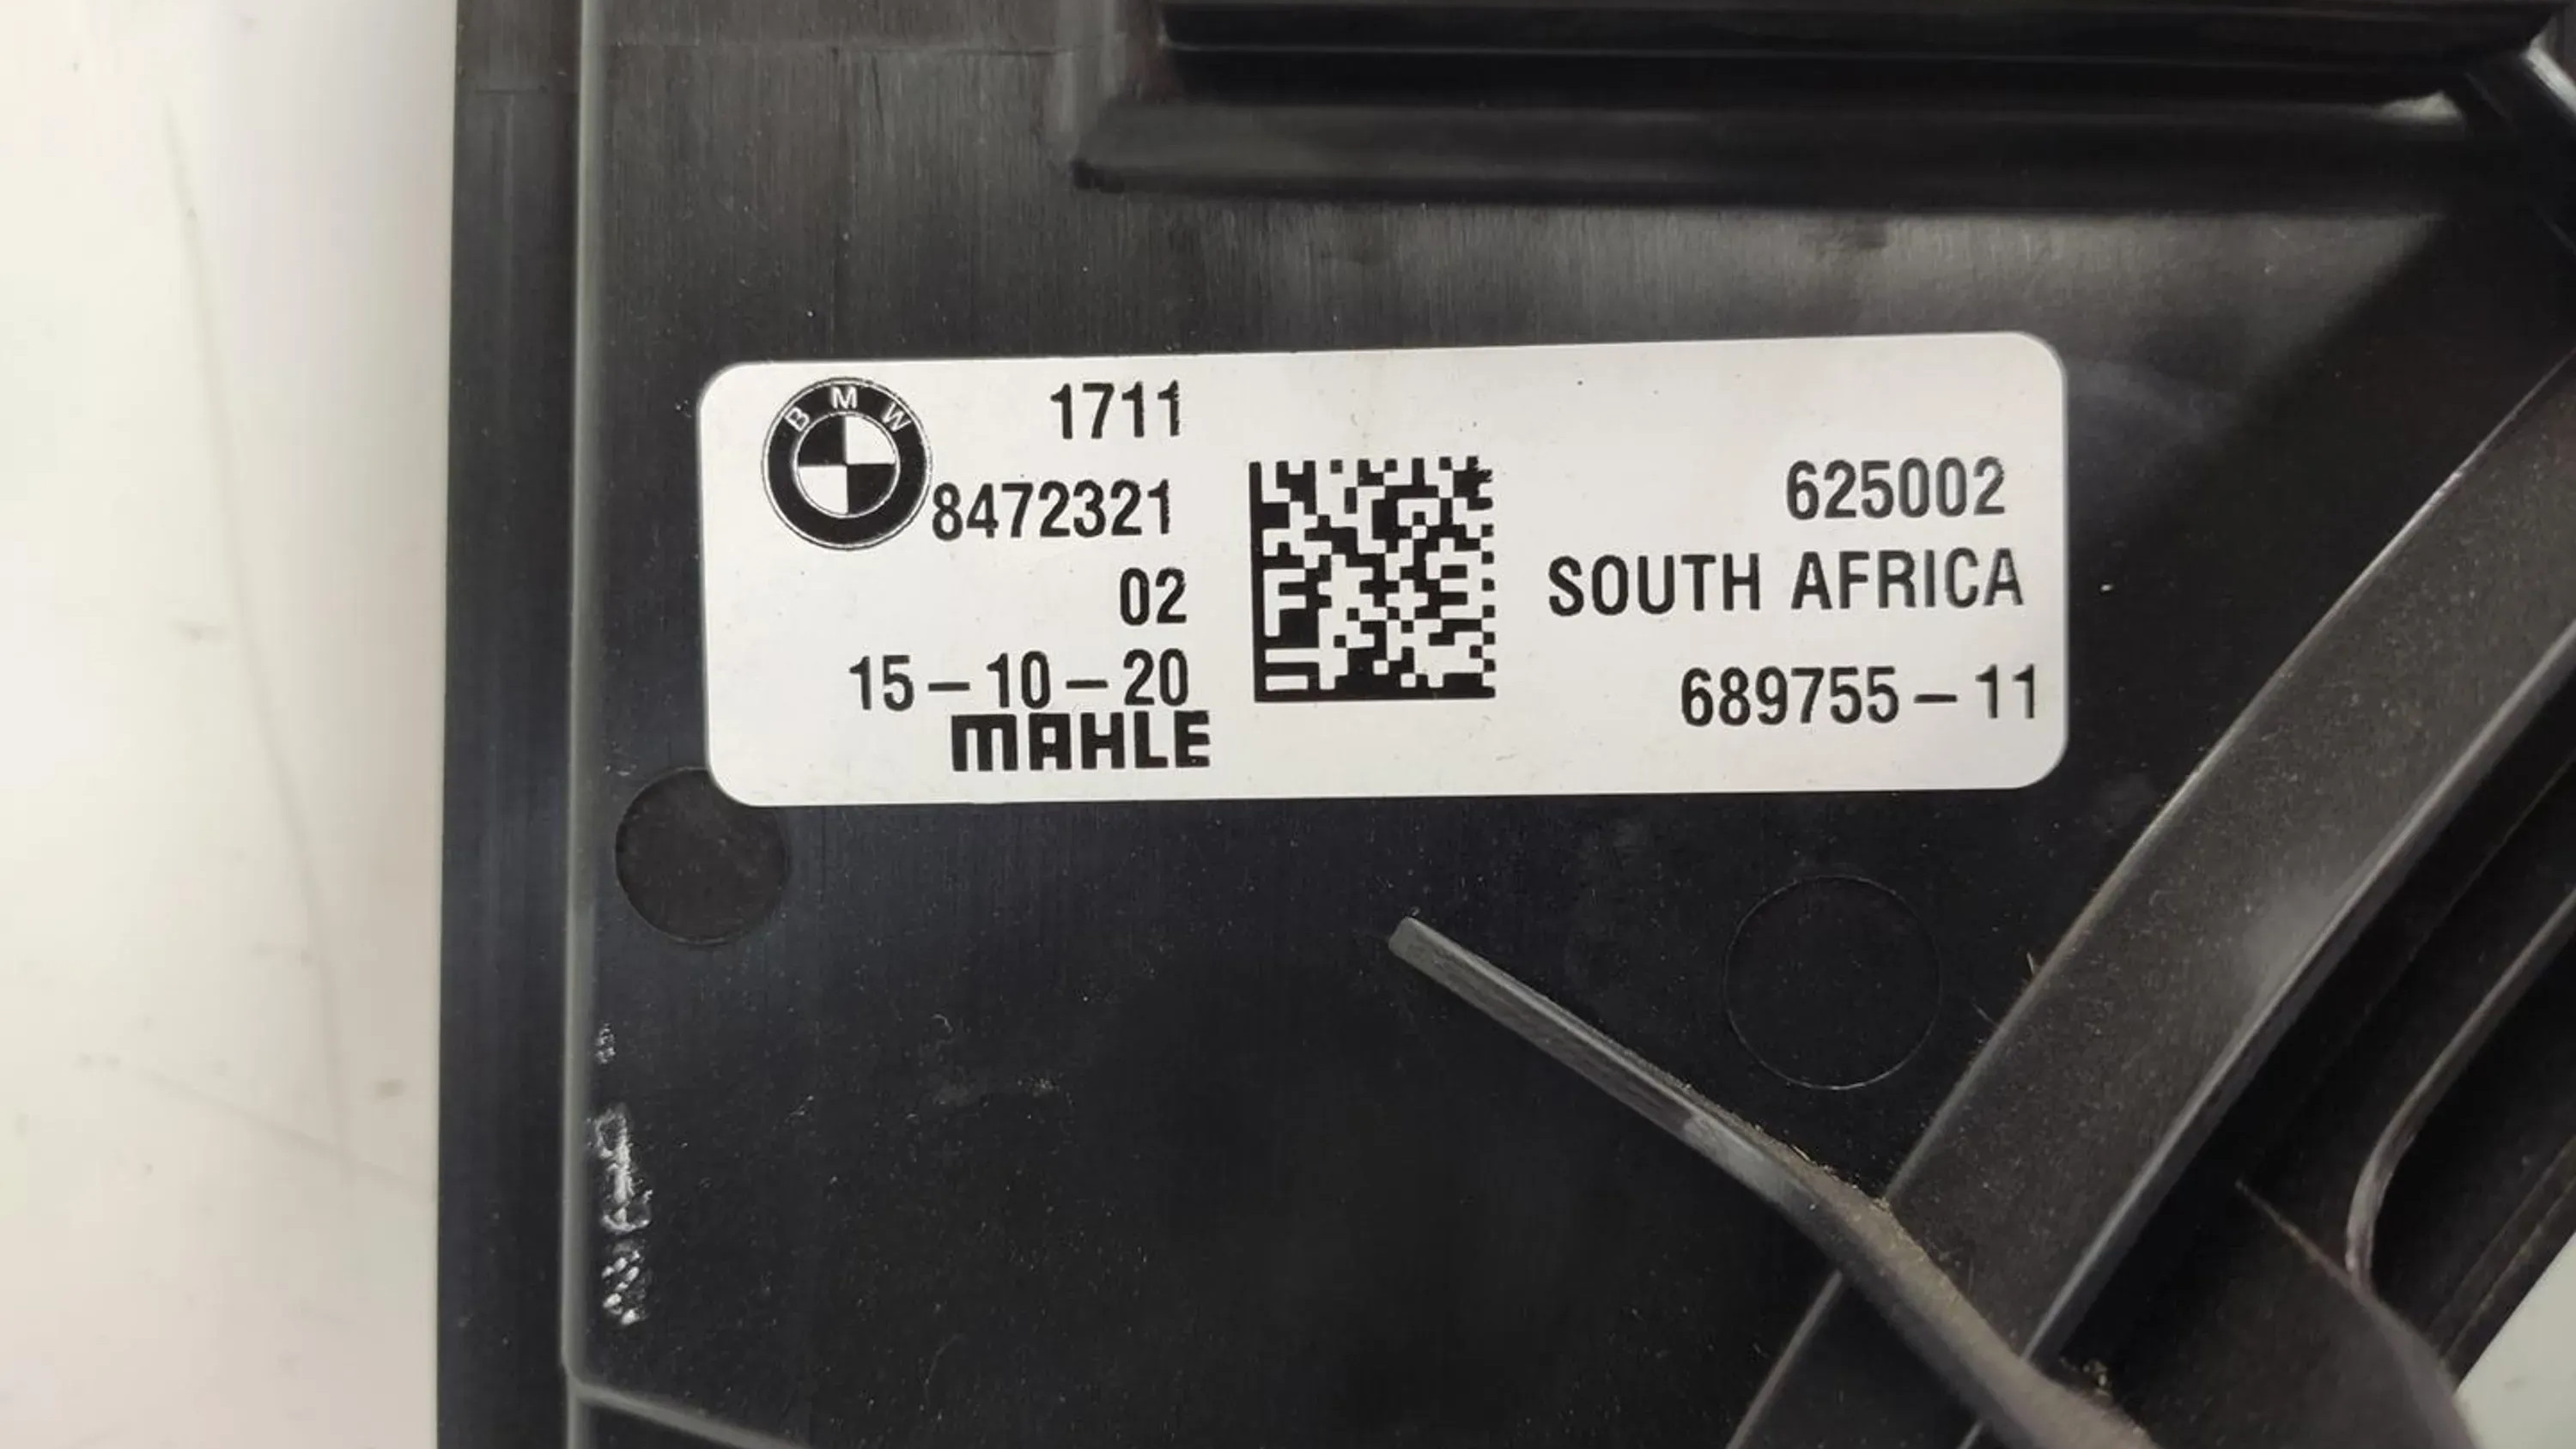 BMW
1711
8472321
02
15-10-20
MAHLE
625002
SOUTH AFRICA
689755-11